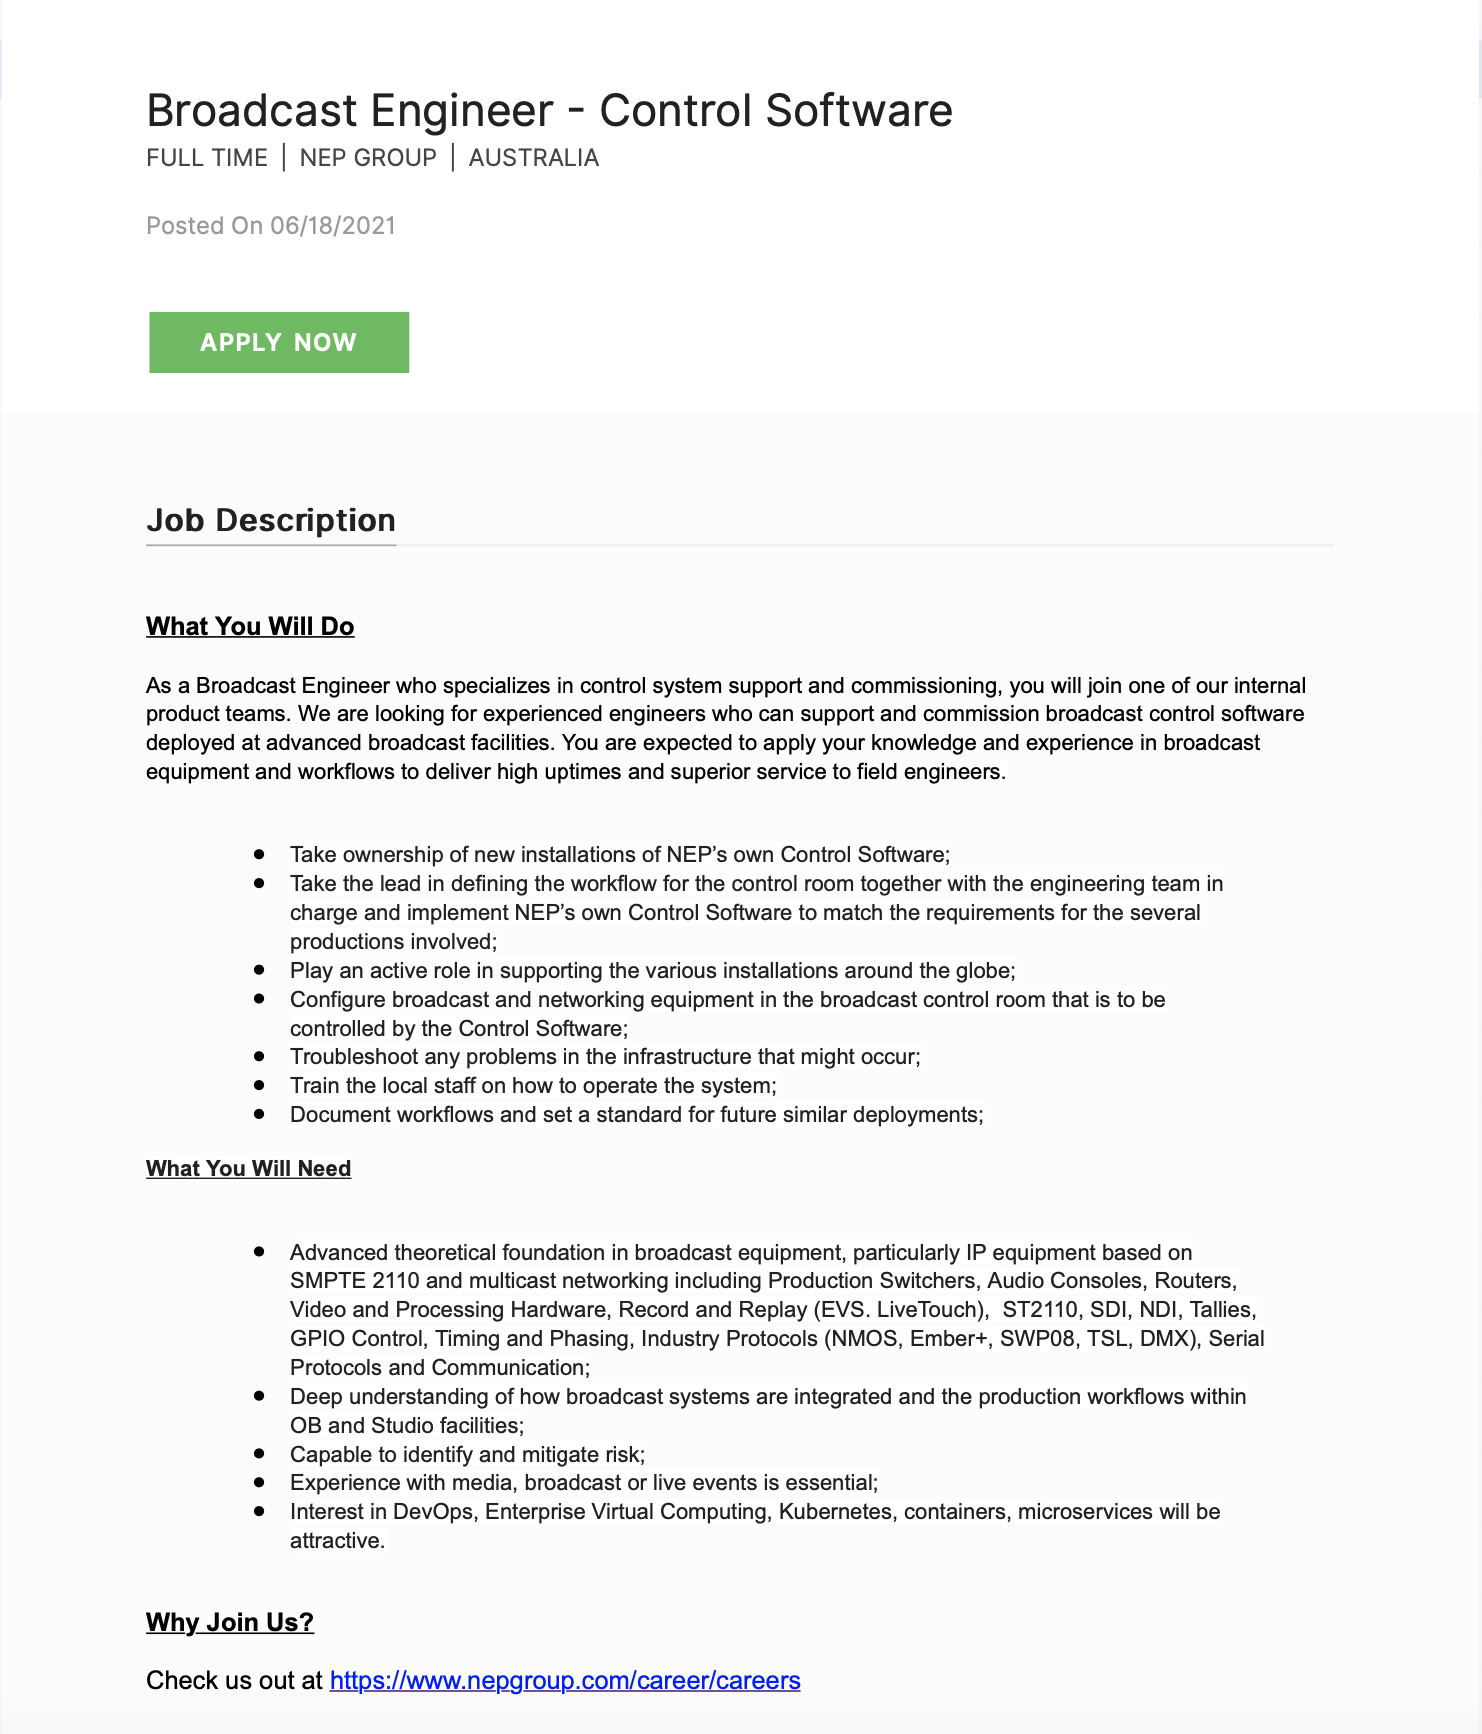 Broadcast Engineer - Control Software
FULL TIME | NEP GROUP | AUSTRALIA
Posted On 06/18/2021
APPLY NOW
Job Description
What You Will Do
As a Broadcast Engineer who specializes in control system support and commissioning, you will join one of our internal
product teams. We are looking for experienced engineers who can support and commission broadcast control software
deployed at advanced broadcast facilities. You are expected to apply your knowledge and experience in broadcast
equipment and workflows to deliver high uptimes and superior service to field engineers.
● Take ownership of new installations of NEP’s own Control Software;
● Take the lead in defining the workflow for the control room together with the engineering team in
charge and implement NEP’s own Control Software to match the requirements for the several
productions involved;
● Play an active role in supporting the various installations around the globe;
● Configure broadcast and networking equipment in the broadcast control room that is to be
controlled by the Control Software;
● Troubleshoot any problems in the infrastructure that might occur;
● Train the local staff on how to operate the system;
● Document workflows and set a standard for future similar deployments;
What You Will Need
● Advanced theoretical foundation in broadcast equipment, particularly IP equipment based on
SMPTE 2110 and multicast networking including Production Switchers, Audio Consoles, Routers,
Video and Processing Hardware, Record and Replay (EVS. LiveTouch),  ST2110, SDI, NDI, Tallies,
GPIO Control, Timing and Phasing, Industry Protocols (NMOS, Ember+, SWP08, TSL, DMX), Serial
Protocols and Communication;
● Deep understanding of how broadcast systems are integrated and the production workflows within
OB and Studio facilities;
● Capable to identify and mitigate risk;
● Experience with media, broadcast or live events is essential;
● Interest in DevOps, Enterprise Virtual Computing, Kubernetes, containers, microservices will be
attractive.
Why Join Us?
Check us out at https://www.nepgroup.com/career/careers